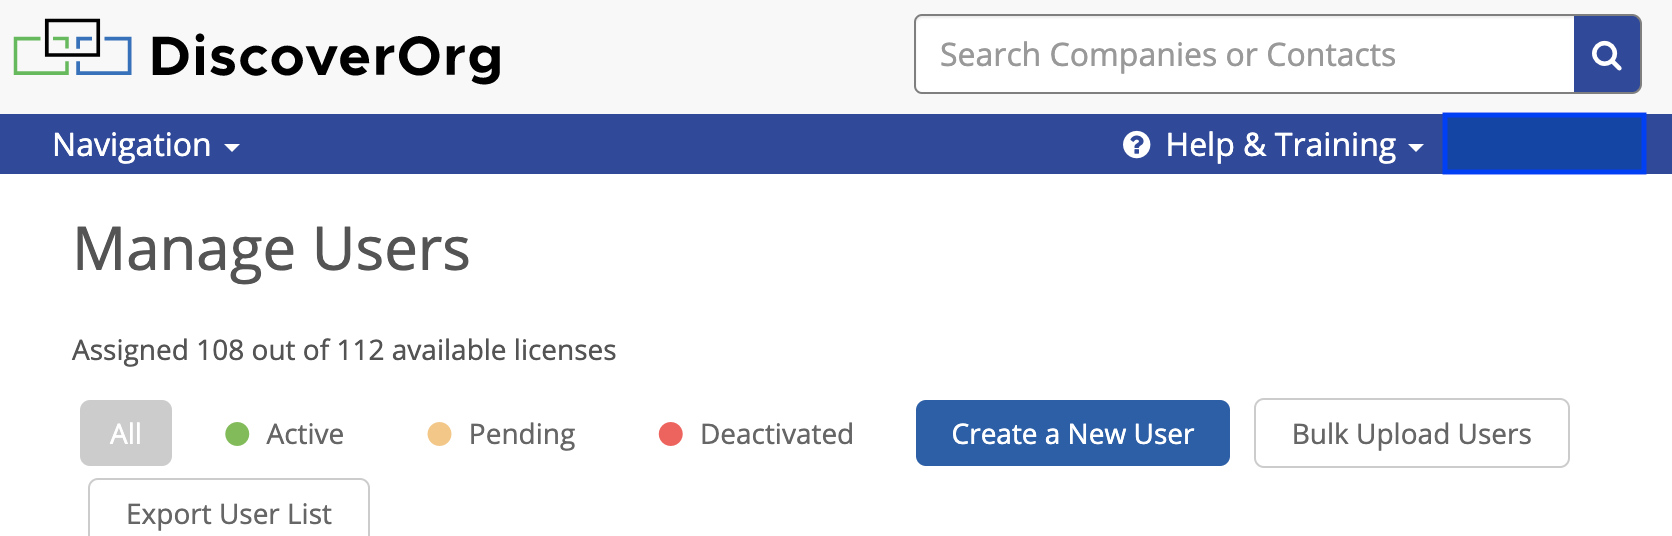 DiscoverOrg
Search Companies or Contacts
Navigation
Help & Training
Manage Users
Assigned 108 out of 112 available licenses
All
Active
Pending
Deactivated
Create a New User
Bulk Upload Users
Export User List